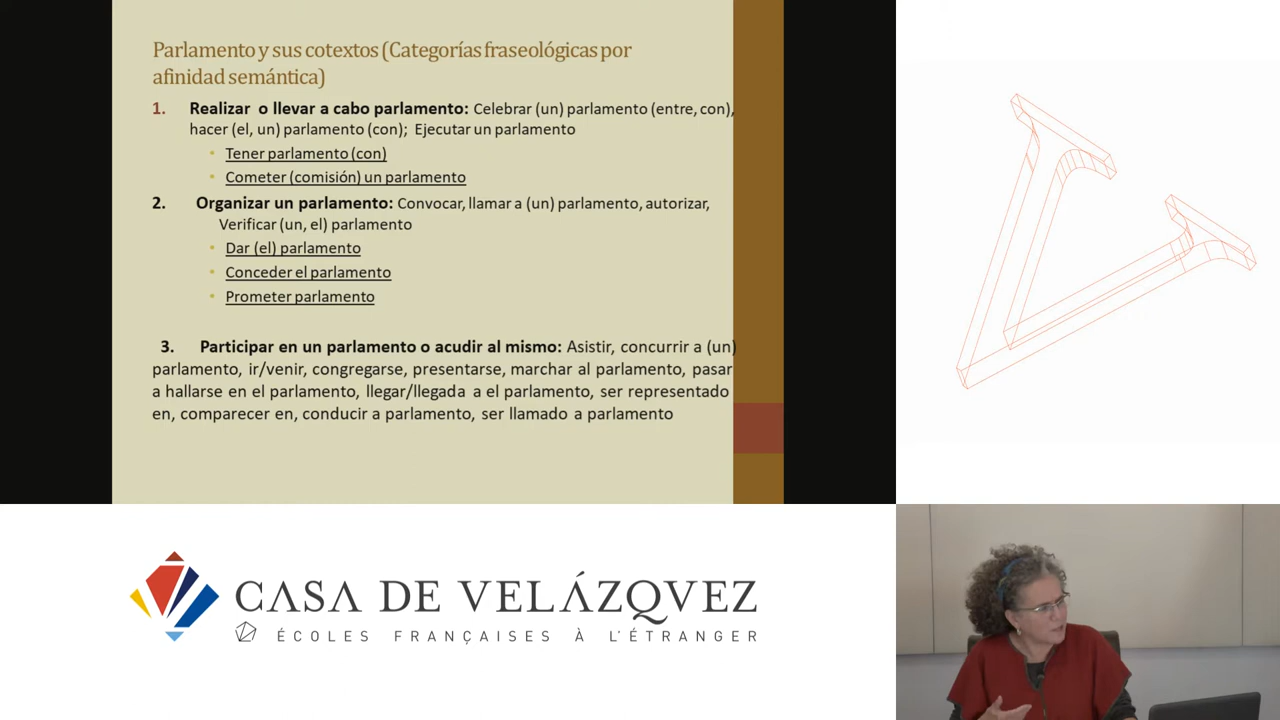 Parlamento y sus cotextos (Categorías fraseológicas por
afinidad semántica)
1. Realizar o llevar a cabo parlamento: Celebrar (un) parlamento (entre, con),
hacer (el, un) parlamento (con); Ejecutar un parlamento
• Tener parlamento (con)
• Cometer (comisión) un parlamento
2. Organizar un parlamento: Convocar, llamar a (un) parlamento, autorizar,
Verificar (un, el) parlamento
• Dar (el) parlamento
• Conceder el parlamento
• Prometer parlamento
3. Participar en un parlamento o acudir al mismo: Asistir, concurrir a (un)
parlamento, ir/venir, congregarse, presentarse, marchar al parlamento, pasar
a hallarse en el parlamento, llegar/llegada a el parlamento, ser representado
en, comparecer en, conducir a parlamento, ser llamado a parlamento
CASA DE VELÁZQVEZ
ÉCOLES FRANÇAISES À L'ÉTRANGER